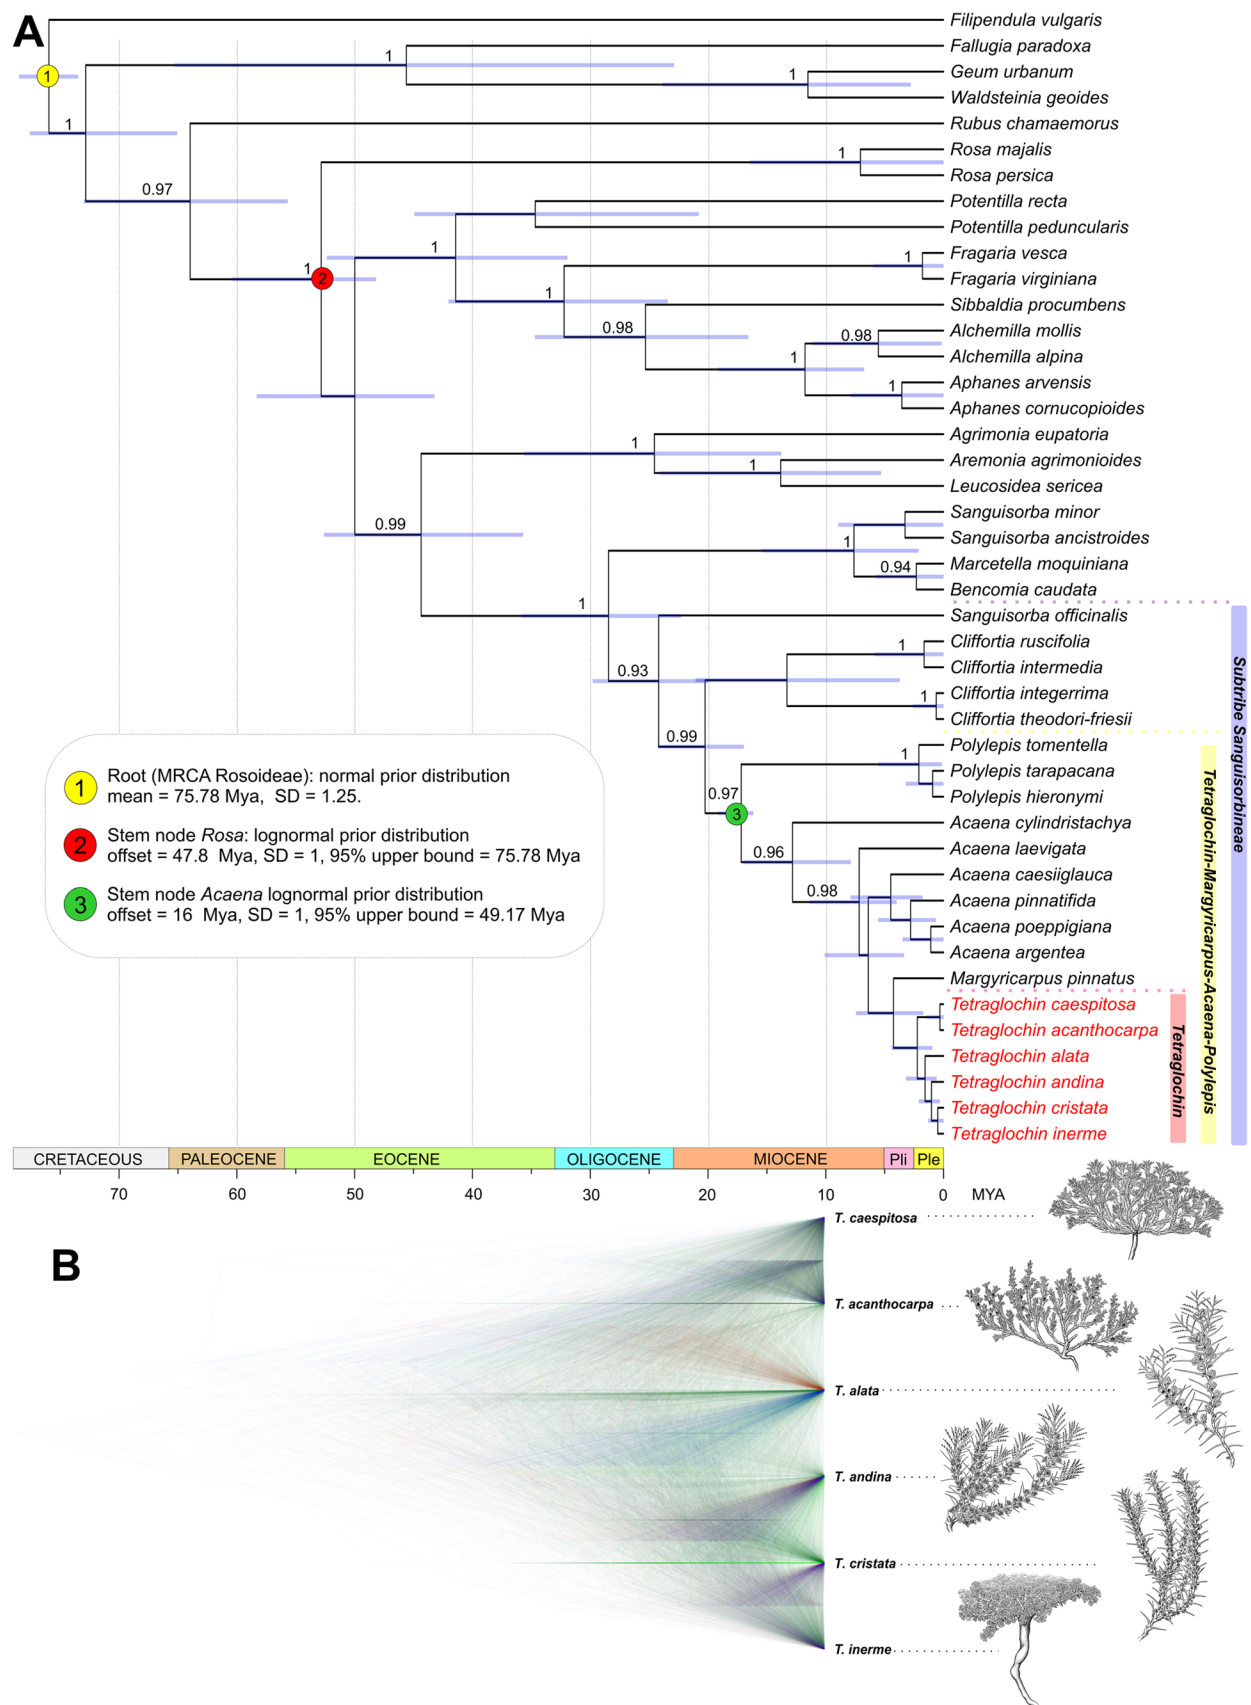 A
Filipendula vulgaris
Fallugia paradoxa
1
Geum urbanum
1
Waldsteinia geoides
1
Rubus chamaemorus
1
Rosa majalis
1
Rosa persica
0.97
Potentilla recta
Potentilla peduncularis
1
Fragaria vesca
1
Fragaria virginiana
1
2
1
Sibbaldia procumbens
0.98
Alchemilla mollis
0.98
Alchemilla alpina
1
Aphanes arvensis
1
Aphanes cornucopioides
Agrimonia eupatoria
1
Aremonia agrimonioides
1
Leucosidea sericea
Sanguisorba minor
0.99
Sanguisorba ancistroides
1
Marcetella moquiniana
0.94
Bencomia caudata
1
Sanguisorba officinalis
Cliffortia ruscifolia
1
Cliffortia intermedia
0.93
Cliffortia integerrima
1
Cliffortia theodori-friesii
0.99
Polylepis tomentella
1
Polylepis tarapacana
Polylepis hieronymi
0.97
3
Acaena cylindristachya
Acaena laevigata
0.96
Acaena caesiiglauca
0.98
Acaena pinnatifida
Acaena poeppigiana
Acaena argentea
Margyricarpus pinnatus
Tetraglochin caespitosa
Tetraglochin acanthocarpa
Tetraglochin alata
Tetraglochin andina
Tetraglochin cristata
Tetraglochin inerme
Subtribe Sanguisorbineae
Tetraglochin-Margyricarpus-Acaena-Polylepis
Tetraglochin
1
Root (MRCA Rosoideae): normal prior distribution
mean = 75.78 Mya, SD = 1.25.
2
Stem node Rosa: lognormal prior distribution
offset = 47.8 Mya, SD = 1, 95% upper bound = 75.78 Mya
3
Stem node Acaena lognormal prior distribution
offset = 16 Mya, SD = 1, 95% upper bound = 49.17 Mya
CRETACEOUS PALEOCENE EOCENE OLIGOCENE MIOCENE Pli Ple
70 60 50 40 30 20 10 0 MYA
B
T. caespitosa
T. acanthocarpa
T. alata
T. andina
T. cristata
T. inerme